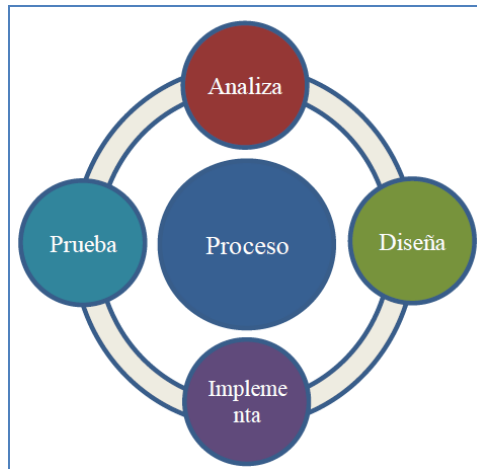 Analiza
Prueba
Proceso
Diseña
Impleme
nta